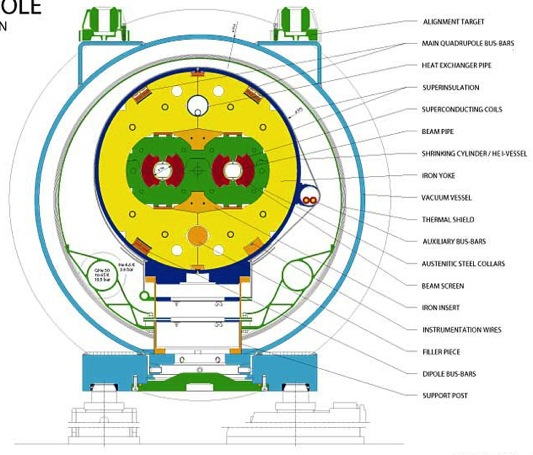 OLE
N
ALIGNMENT TARGET
MAIN QUADRUPOLE BUS-BARS
HEAT EXCHANGER PIPE
SUPERINSULATION
SUPERCONDUCTING COILS
BEAM PIPE
SHRINKING CYLINDER / HE I-VESSEL
IRON YOKE
VACUUM VESSEL
THERMAL SHIELD
AUXILIARY BUS-BARS
AUSTENITIC STEEL COLLARS
BEAM SCREEN
IRON INSERT
INSTRUMENTATION WIRES
FILLER PIECE
DIPOLE BUS-BARS
SUPPORT POST